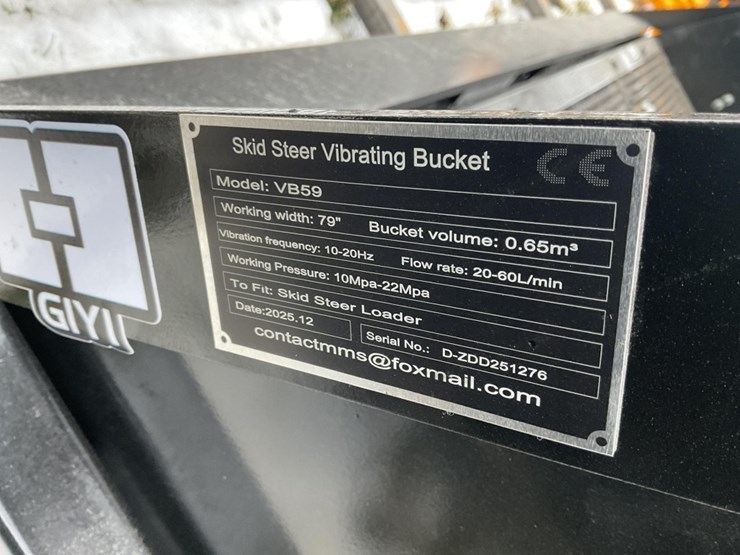 Skid Steer Vibrating Bucket CE
Model: VB59
Working width: 79" Bucket volume: 0.65m³
Vibration frequency: 10-20Hz Flow rate: 20-60L/min
Working Pressure: 10Mpa-22Mpa
To Fit: Skid Steer Loader
Date:2025.12 Serial No.: D-ZDD251276
contactmms@foxmail.com
GIYI